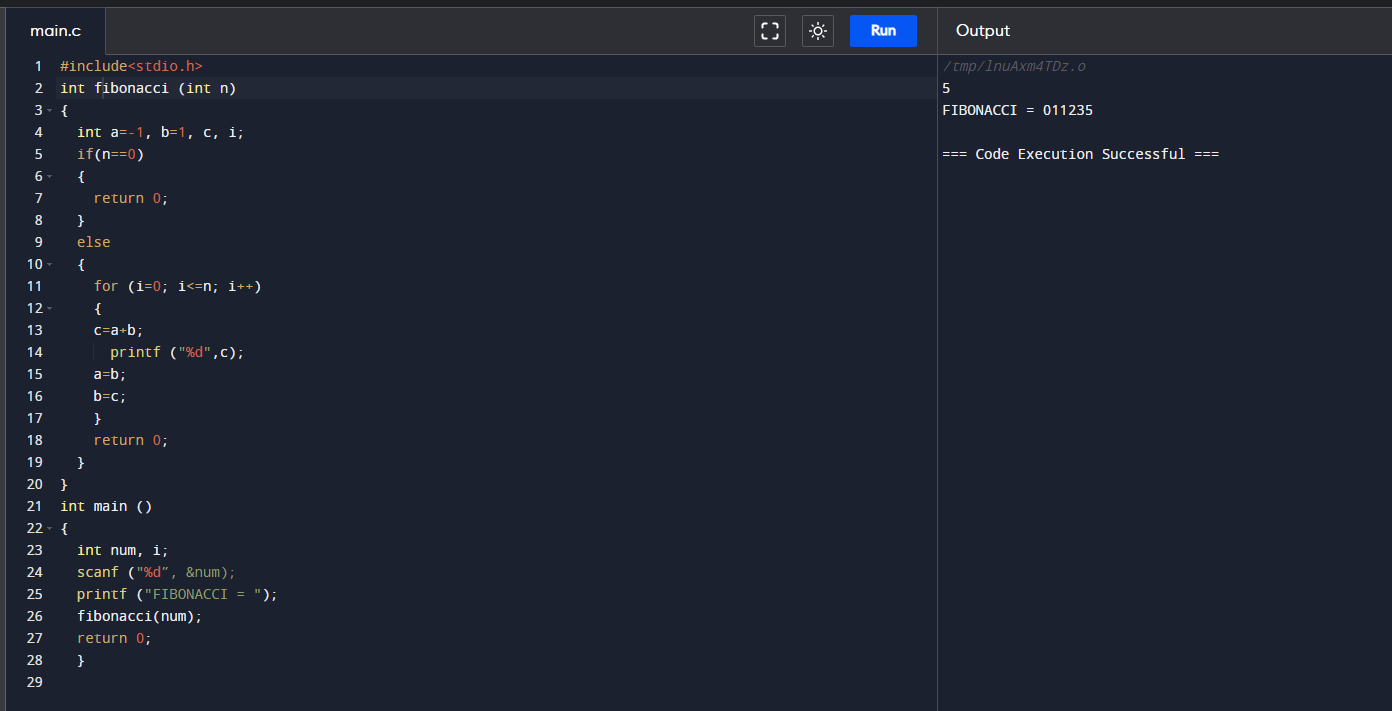 main.c
Run
Output
1 #include<stdio.h>
2 int fibonacci (int n)
3 {
4   int a=-1, b=1, c, i;
5   if(n==0)
6   {
7     return 0;
8   }
9   else
10   {
11     for (i=0; i<=n; i++)
12     {
13     c=a+b;
14       printf ("%d",c);
15     a=b;
16     b=c;
17     }
18     return 0;
19   }
20 }
21 int main ()
22 {
23   int num, i;
24   scanf ("%d”, &num);
25   printf ("FIBONACCI = ");
26   fibonacci(num);
27   return 0;
28   }
29
/tmp/lnuAxm4TDz.o
5
FIBONACCI = 011235
=== Code Execution Successful ===